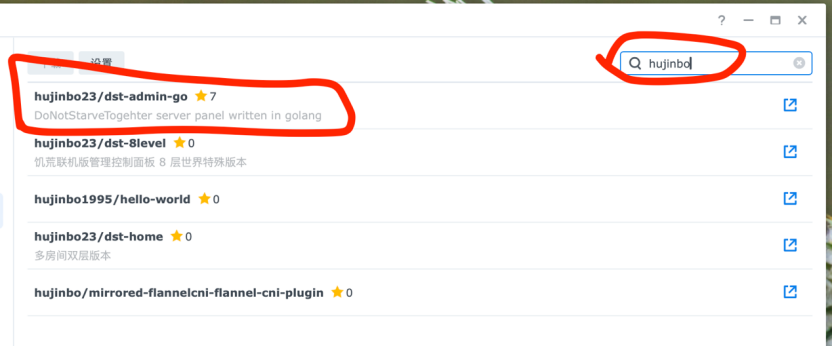 设置
hujinbo
hujinbo23/dst-admin-go ⭐7
DoNotStarveTogehter server panel written in golang
hujinbo23/dst-8level ⭐0
饥荒联机版管理控制面板 8 层世界特殊版本
hujinbo1995/hello-world ⭐0
hujinbo23/dst-home ⭐0
多房间双层版本
hujinbo/mirrored-flannelcni-flannel-cni-plugin ⭐0